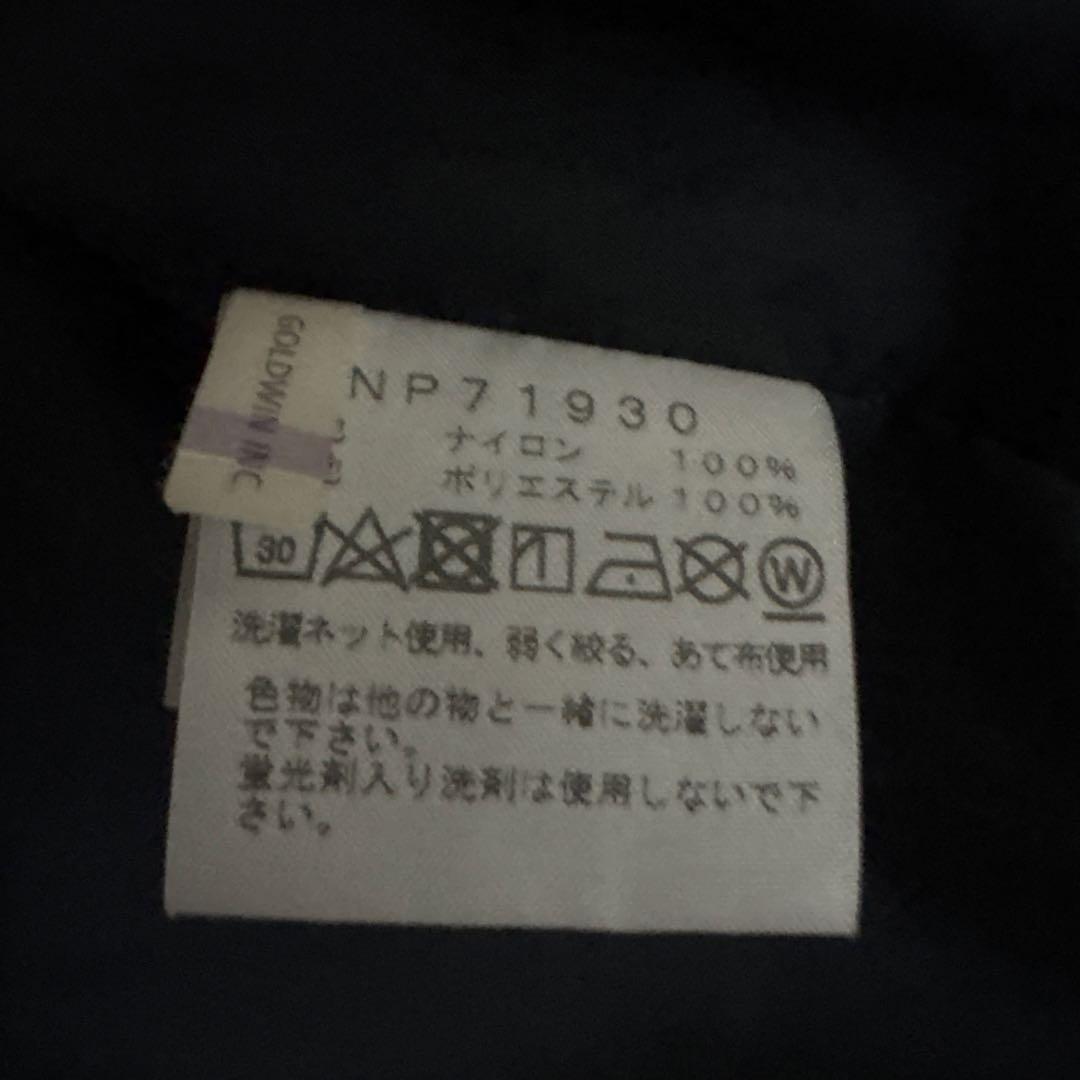 GOLDWIN INC
NP71930
ナイロン 100%
ポリエステル 100%
30
W
洗濯ネット使用、弱く絞る、あて布使用
色物は他の物と一緒に洗濯しない
で下さい。
蛍光剤入り洗剤は使用しないで下
さい。